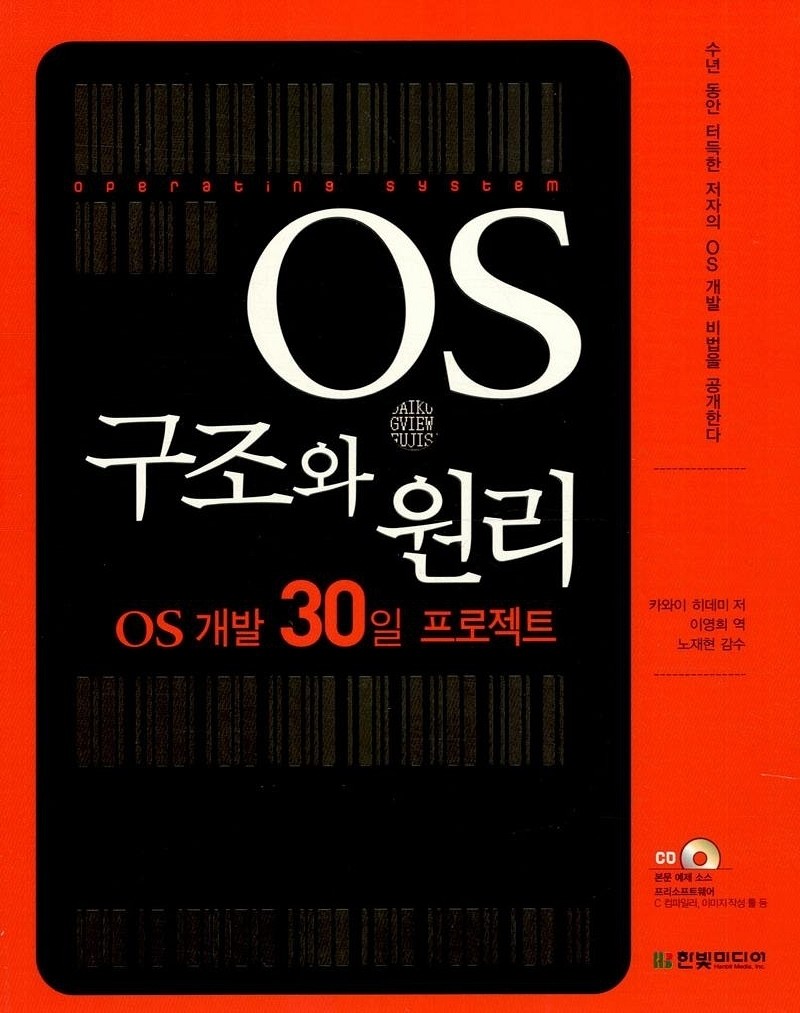 operating system
OS
구조와
원리
OS 개발 30일 프로젝트
수년 동안 터득한 저자의 OS 개발 비법을 공개한다
카와이 히데미 저
이영희 역
노재현 감수
CD
본문 예제 소스
프리소프트웨어
C 컴파일러, 이미지 작성 툴 등
한빛미디어
Hanbit Media, Inc.